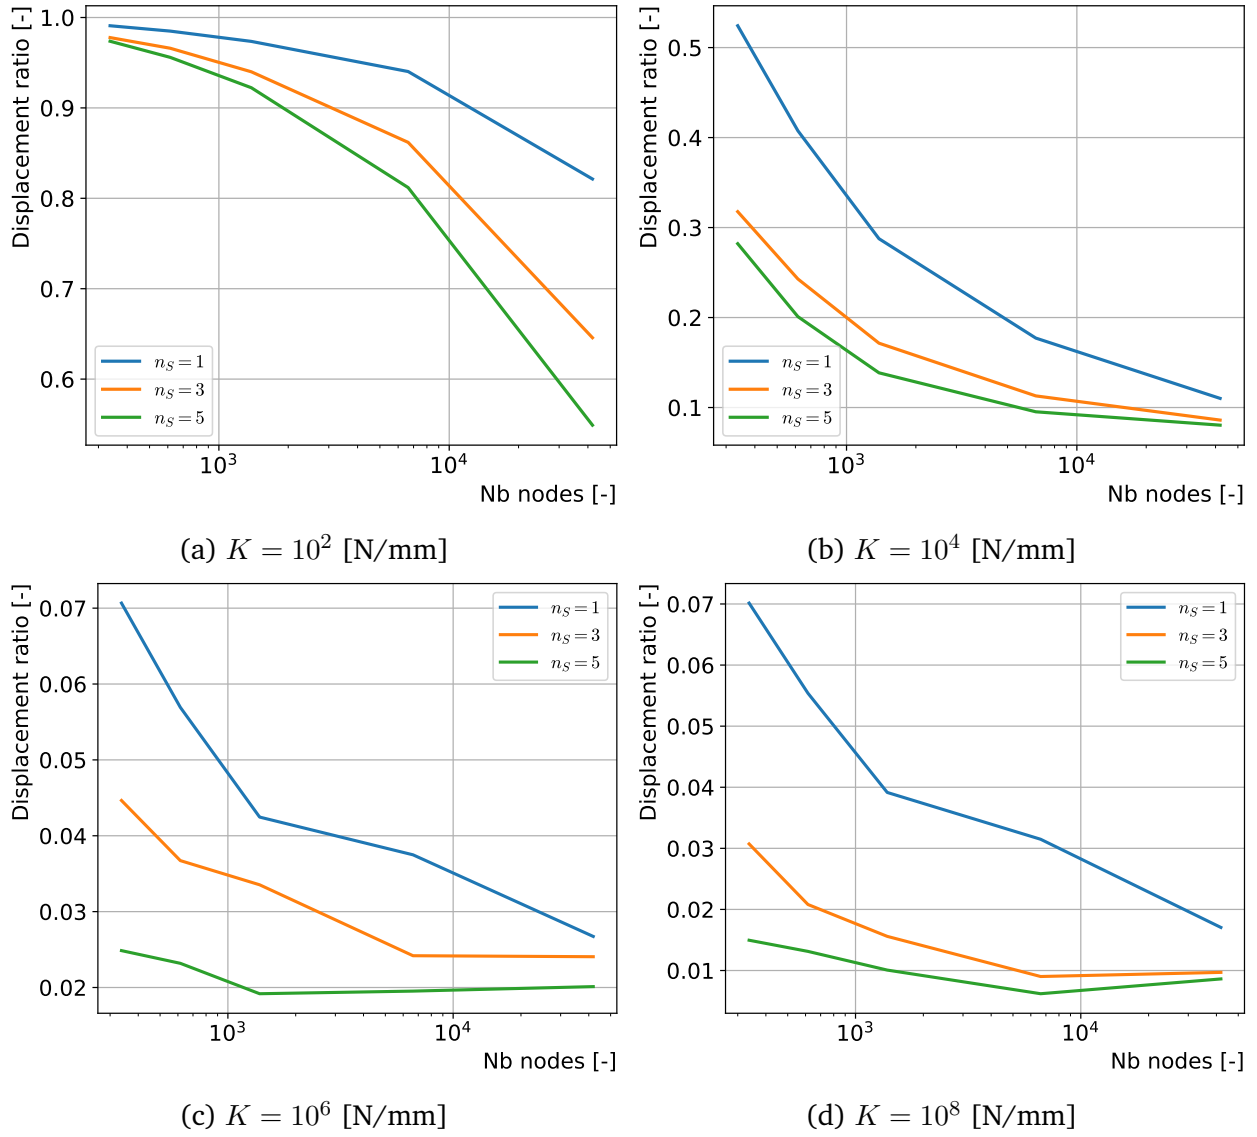 Displacement ratio [-]
1.0
0.9
0.8
0.7
0.6
n_S = 1
n_S = 3
n_S = 5
10^3
10^4
Nb nodes [-]
(a) K = 10^2 [N/mm]
Displacement ratio [-]
0.5
0.4
0.3
0.2
0.1
n_S = 1
n_S = 3
n_S = 5
10^3
10^4
Nb nodes [-]
(b) K = 10^4 [N/mm]
Displacement ratio [-]
0.07
0.06
0.05
0.04
0.03
0.02
n_S = 1
n_S = 3
n_S = 5
10^3
10^4
Nb nodes [-]
(c) K = 10^6 [N/mm]
Displacement ratio [-]
0.07
0.06
0.05
0.04
0.03
0.02
0.01
n_S = 1
n_S = 3
n_S = 5
10^3
10^4
Nb nodes [-]
(d) K = 10^8 [N/mm]